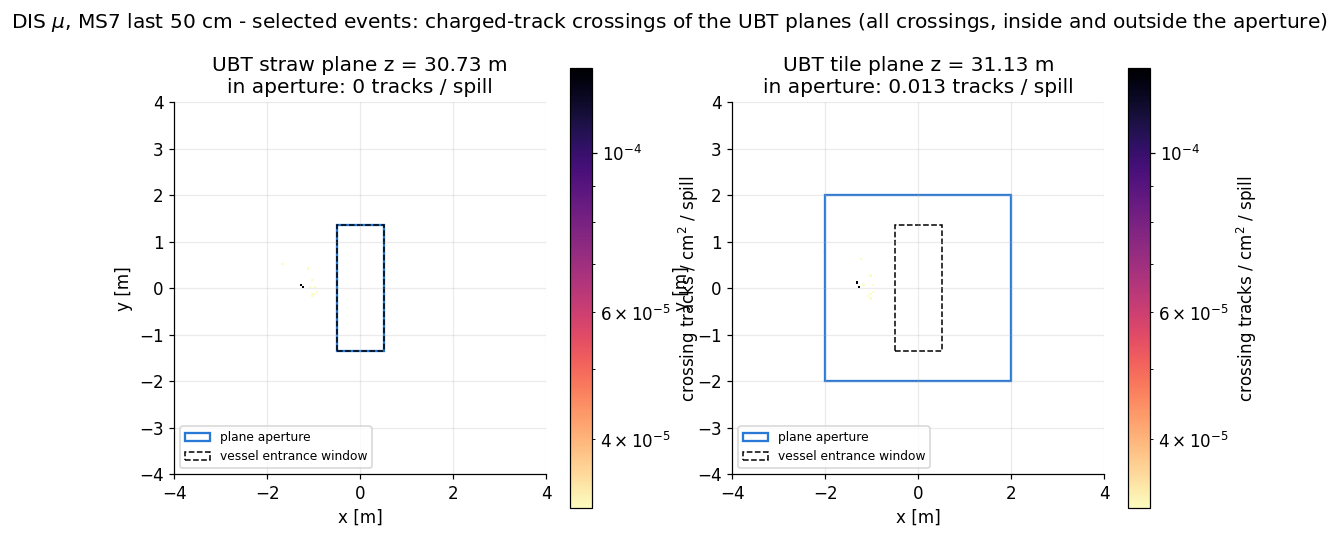 DIS μ, MS7 last 50 cm - selected events: charged-track crossings of the UBT planes (all crossings, inside and outside the aperture)
UBT straw plane z = 30.73 m
in aperture: 0 tracks / spill
4
3
2
1
0
−1
−2
−3
−4
y [m]
−4
−2
0
2
4
x [m]
plane aperture
vessel entrance window
10⁻⁴
6 × 10⁻⁵
4 × 10⁻⁵
crossing tracks / cm² / spill
UBT tile plane z = 31.13 m
in aperture: 0.013 tracks / spill
4
3
2
1
0
−1
−2
−3
−4
y [m]
−4
−2
0
2
4
x [m]
plane aperture
vessel entrance window
10⁻⁴
6 × 10⁻⁵
4 × 10⁻⁵
crossing tracks / cm² / spill